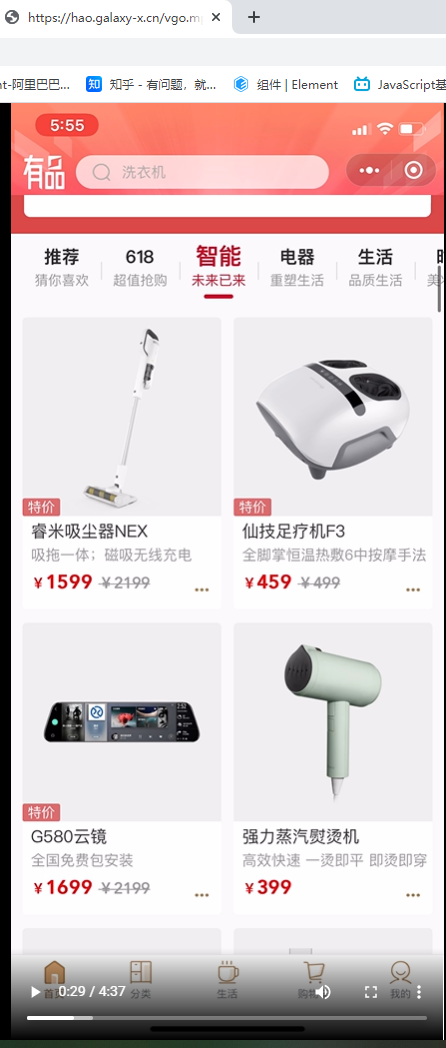 https://hao.galaxy-x.cn/vgo.m
nt-阿里巴巴... 知 知乎 - 有问题，就... 组件 | Element JavaScript基
5:55
有品 洗衣机
推荐 618 智能 电器 生活
猜你喜欢 超值抢购 未来已来 重塑生活 品质生活 美
特价 特价
睿米吸尘器NEX 仙技足疗机F3
吸拖一体；磁吸无线充电 全脚掌恒温热敷6中按摩手法
￥1599 ￥2199 ￥459 ￥499
特价
G580云镜 强力蒸汽熨烫机
全国免费包安装 高效快速 一烫即平 即烫即穿
￥1699 ￥2199 ￥399
首页 分类 生活 购物 我的
0:29 / 4:37